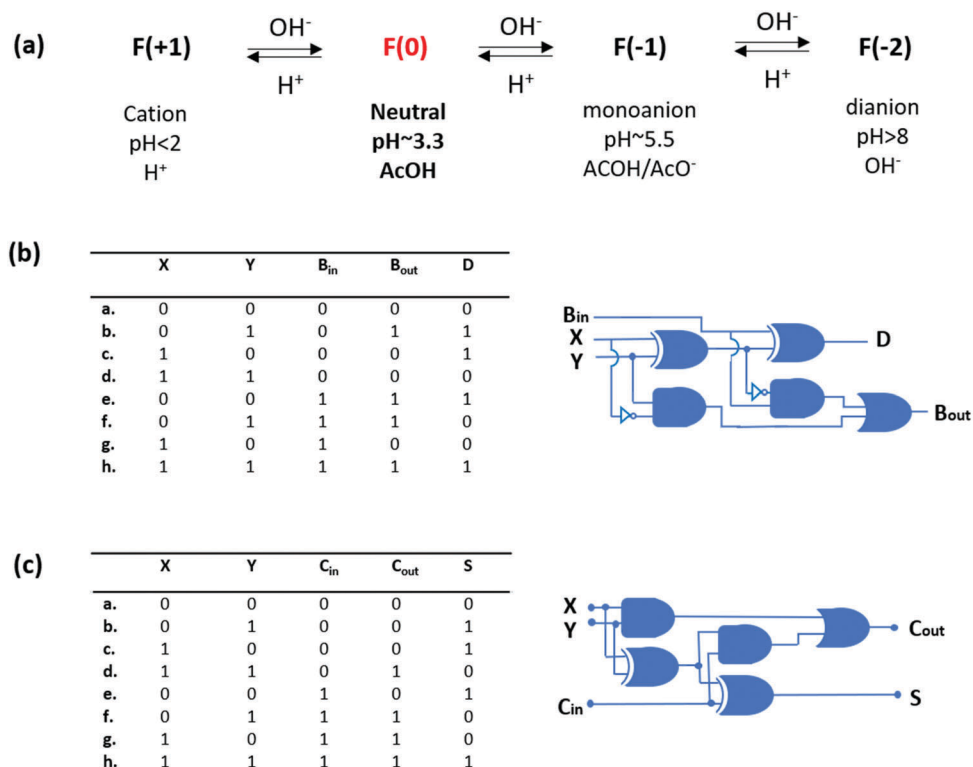 (a)
OH⁻ OH⁻ OH⁻
F(+1) F(0) F(-1) F(-2)
H⁺ H⁺ H⁺
Cation Neutral monoanion dianion
pH<2 pH~3.3 pH~5.5 pH>8
H⁺ AcOH ACOH/AcO⁻ OH⁻
(b)
X Y Bin Bout D
a. 0 0 0 0 0
b. 0 1 0 1 1
c. 1 0 0 0 1
d. 1 1 0 0 0
e. 0 0 1 1 1
f. 0 1 1 1 0
g. 1 0 1 0 0
h. 1 1 1 1 1
Bin
X
Y
D
Bout
(c)
X Y Cin Cout S
a. 0 0 0 0 0
b. 0 1 0 0 1
c. 1 0 0 0 1
d. 1 1 0 1 0
e. 0 0 1 0 1
f. 0 1 1 1 0
g. 1 0 1 1 0
h. 1 1 1 1 1
X
Y
Cin
Cout
S